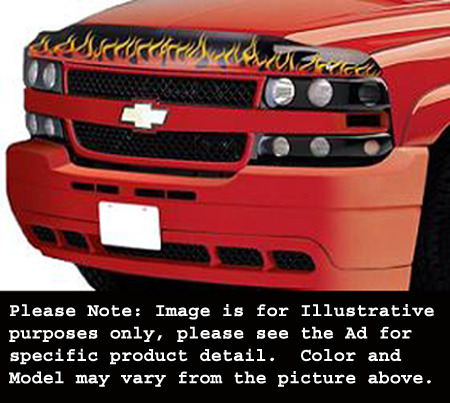 Please Note: Image is for Illustrative
purposes only, please see the Ad for
specific product detail.  Color and
Model may vary from the picture above.